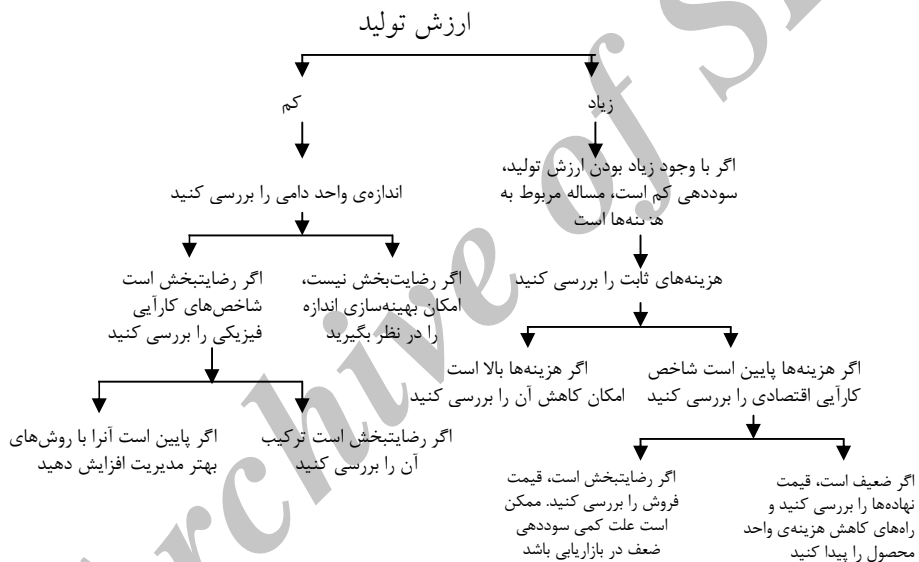 ارزش تولید
زیاد
کم
اگر با وجود زیاد بودن ارزش تولید،
سوددهی کم است، مساله مربوط به
هزینه‌ها است
اندازه‌ی واحد دامی را بررسی کنید
هزینه‌های ثابت را بررسی کنید
اگر رضایت‌بخش نیست،
امکان بهینه‌سازی اندازه
را در نظر بگیرید
اگر رضایتبخش است
شاخص‌های کارآیی
فیزیکی را بررسی کنید
اگر هزینه‌ها پایین است شاخص
کارآیی اقتصادی را بررسی کنید
اگر هزینه‌ها بالا است
امکان کاهش آن را بررسی کنید
اگر رضایتبخش است ترکیب
آن را بررسی کنید
اگر پایین است آنرا با روش‌های
بهتر مدیریت افزایش دهید
اگر ضعیف است، قیمت
نهاده‌ها را بررسی کنید و
راه‌های کاهش هزینه‌ی واحد
محصول را پیدا کنید
اگر رضایتبخش است، قیمت
فروش را بررسی کنید. ممکن
است علت کمی سوددهی
ضعف در بازاریابی باشد
Archive of S